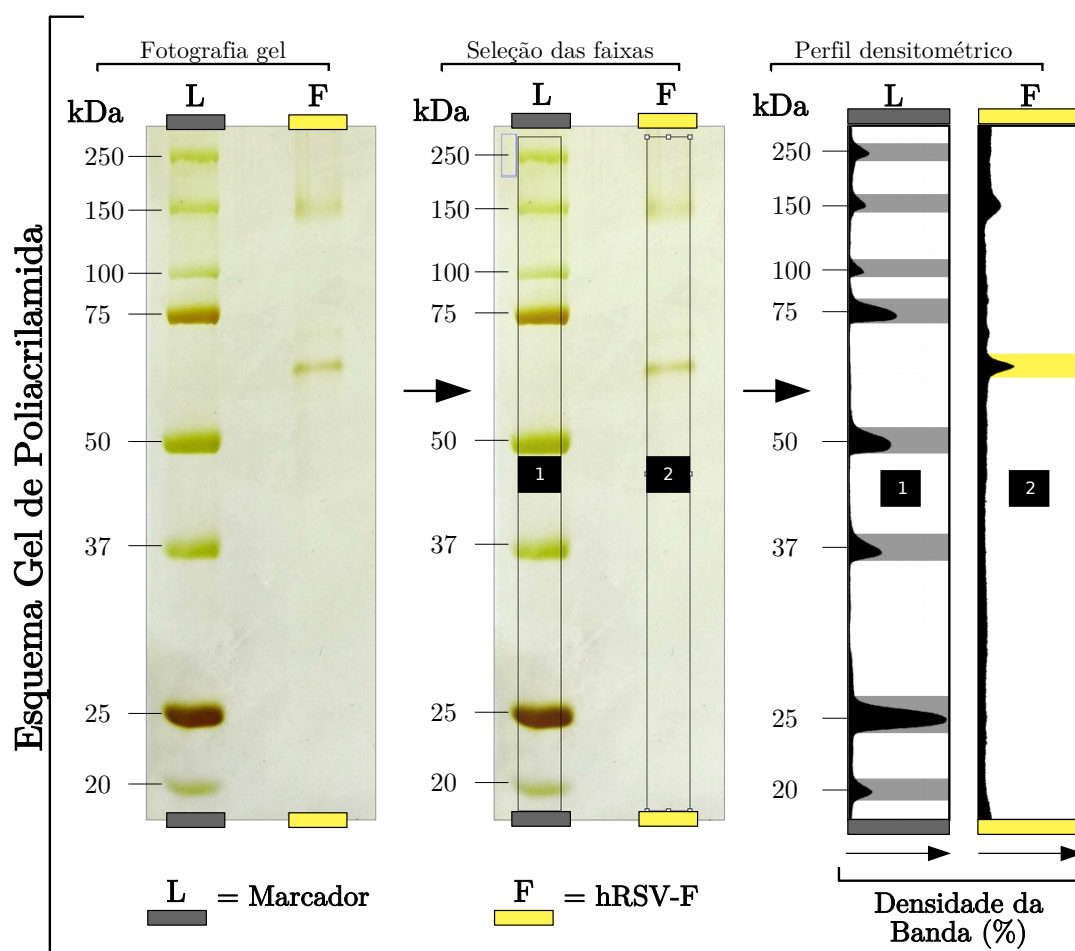 Esquema Gel de Poliacrilamida
Fotografia gel
L
F
kDa
250
150
100
75
50
37
25
20
Seleção das faixas
L
F
kDa
250
150
100
75
50
37
25
20
1
2
Perfil densitométrico
L
F
kDa
250
150
100
75
50
37
25
20
1
2
L = Marcador
F = hRSV-F
Densidade da
Banda (%)